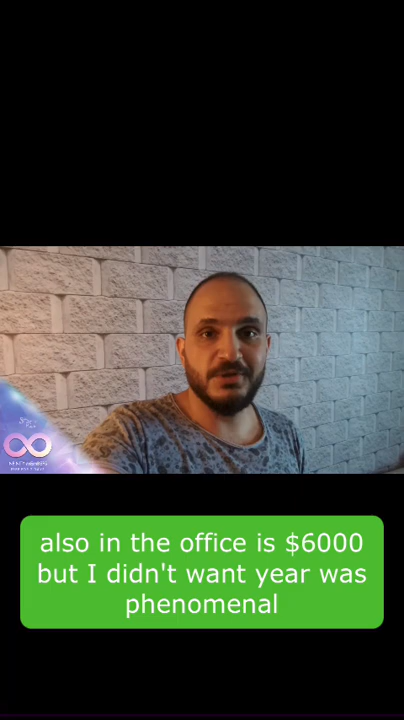 also in the office is $6000
but I didn't want year was
phenomenal